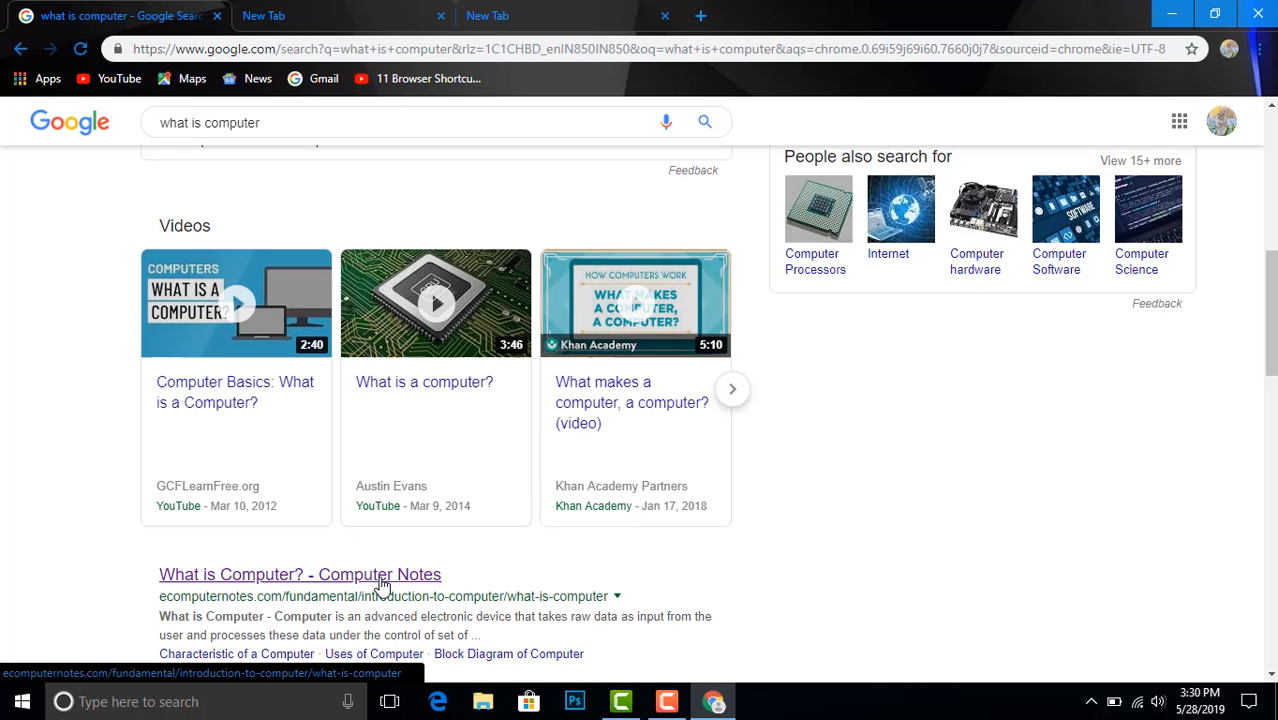 what is computer - Google Sear
New Tab
New Tab
https://www.google.com/search?q=what+is+computer&rlz=1C1CHBD_enIN850IN850&oq=what+is+computer&aqs=chrome.0.69i59j69i60.7660j0j7&sourceid=chrome&ie=UTF-8
Apps
YouTube
Maps
News
Gmail
11 Browser Shortcu...
Google
what is computer
Feedback
People also search for
View 15+ more
SOFTWARE
Computer Processors
Internet
Computer hardware
Computer Software
Computer Science
Feedback
Videos
COMPUTERS
WHAT IS A
COMPUTER?
2:40
3:46
HOW COMPUTERS WORK
WHAT MAKES
A COMPUTER,
A COMPUTER?
Khan Academy
5:10
Computer Basics: What
is a Computer?
What is a computer?
What makes a
computer, a computer?
(video)
GCFLearnFree.org
YouTube - Mar 10, 2012
Austin Evans
YouTube - Mar 9, 2014
Khan Academy Partners
Khan Academy - Jan 17, 2018
What is Computer? - Computer Notes
ecomputernotes.com/fundamental/introduction-to-computer/what-is-computer
What is Computer - Computer is an advanced electronic device that takes raw data as input from the
user and processes these data under the control of set of ...
Characteristic of a Computer · Uses of Computer · Block Diagram of Computer
ecomputernotes.com/fundamental/introduction-to-computer/what-is-computer
Type here to search
Ps
3:30 PM
5/28/2019